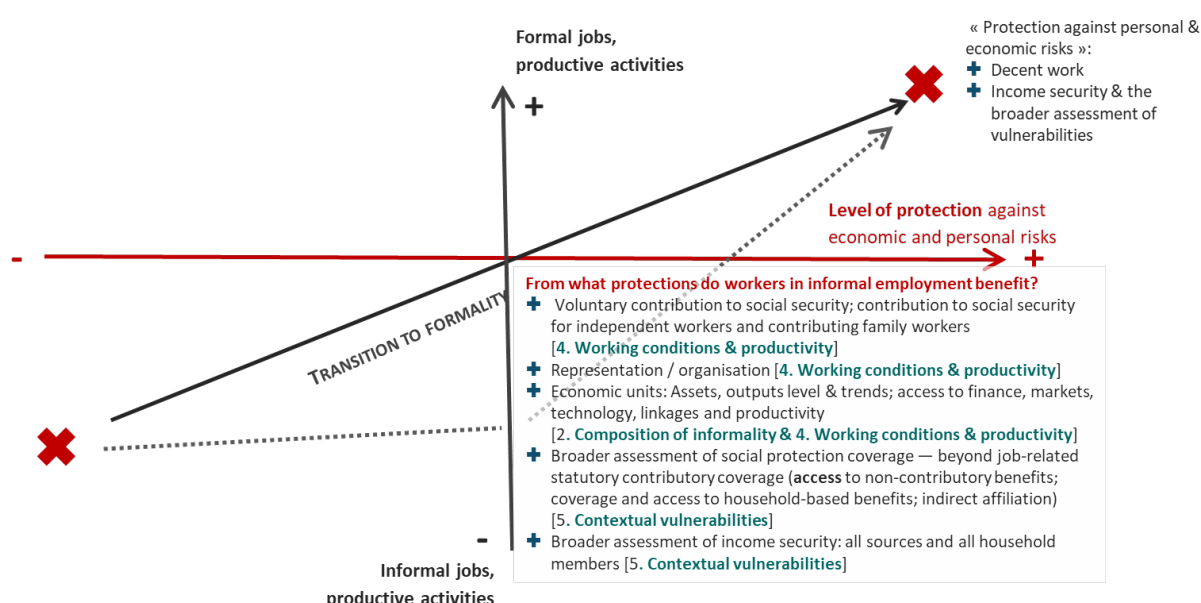 Formal jobs,
productive activities
+
« Protection against personal &
economic risks »:
Decent work
Income security & the
broader assessment of
vulnerabilities
Level of protection against
economic and personal risks
-
+
TRANSITION TO FORMALITY
From what protections do workers in informal employment benefit?
Voluntary contribution to social security; contribution to social security
for independent workers and contributing family workers
[4. Working conditions & productivity]
Representation / organisation [4. Working conditions & productivity]
Economic units: Assets, outputs level & trends; access to finance, markets,
technology, linkages and productivity
[2. Composition of informality & 4. Working conditions & productivity]
Broader assessment of social protection coverage — beyond job-related
statutory contributory coverage (access to non-contributory benefits;
coverage and access to household-based benefits; indirect affiliation)
[5. Contextual vulnerabilities]
Broader assessment of income security: all sources and all household
members [5. Contextual vulnerabilities]
-
Informal jobs,
productive activities